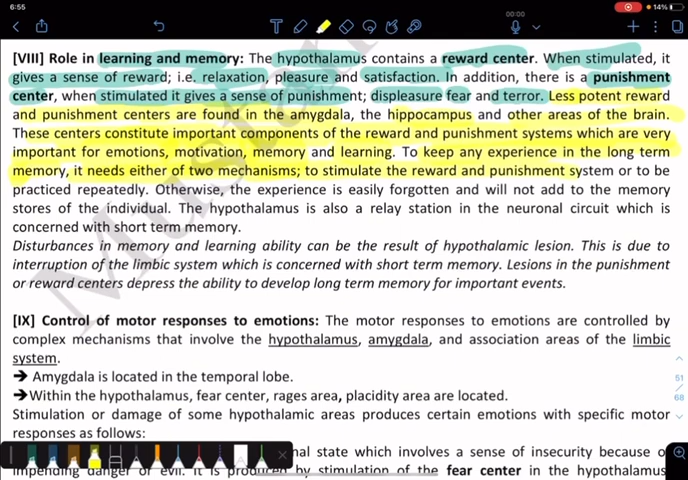 6:55
00:00
14%
[VIII] Role in learning and memory: The hypothalamus contains a reward center. When stimulated, it
gives a sense of reward; i.e. relaxation, pleasure and satisfaction. In addition, there is a punishment
center, when stimulated it gives a sense of punishment; displeasure fear and terror. Less potent reward
and punishment centers are found in the amygdala, the hippocampus and other areas of the brain.
These centers constitute important components of the reward and punishment systems which are very
important for emotions, motivation, memory and learning. To keep any experience in the long term
memory, it needs either of two mechanisms; to stimulate the reward and punishment system or to be
practiced repeatedly. Otherwise, the experience is easily forgotten and will not add to the memory
stores of the individual. The hypothalamus is also a relay station in the neuronal circuit which is
concerned with short term memory.
Disturbances in memory and learning ability can be the result of hypothalamic lesion. This is due to
interruption of the limbic system which is concerned with short term memory. Lesions in the punishment
or reward centers depress the ability to develop long term memory for important events.
[IX] Control of motor responses to emotions: The motor responses to emotions are controlled by
complex mechanisms that involve the hypothalamus, amygdala, and association areas of the limbic
system.
➔ Amygdala is located in the temporal lobe.
➔Within the hypothalamus, fear center, rages area, placidity area are located.
Stimulation or damage of some hypothalamic areas produces certain emotions with specific motor
responses as follows:
nal state which involves a sense of insecurity because o
impending danger or evil. It is produced by stimulation of the fear center in the hypothalamus
51
/
68